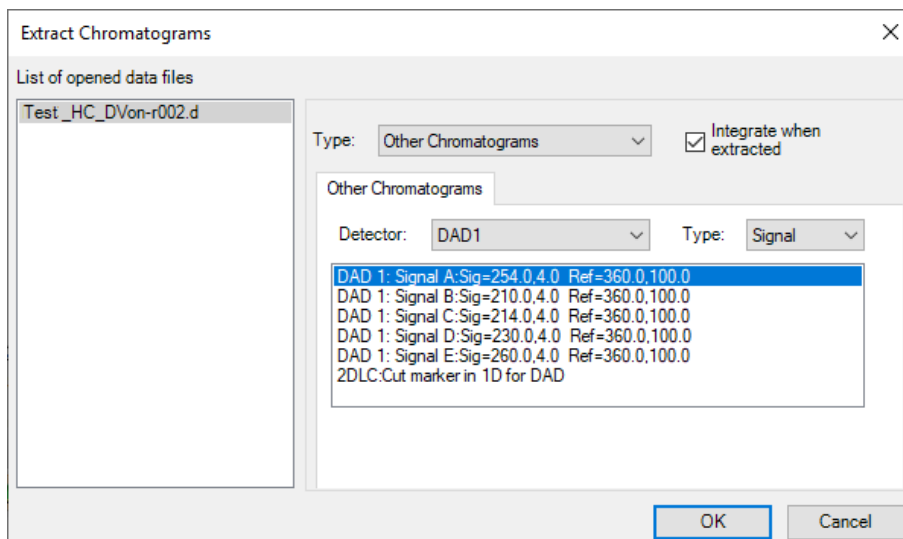 Extract Chromatograms
List of opened data files
Test _HC_DVon-r002.d
Type: Other Chromatograms
Integrate when
extracted
Other Chromatograms
Detector: DAD1 Type: Signal
DAD 1: Signal A:Sig=254.0,4.0 Ref=360.0,100.0
DAD 1: Signal B:Sig=210.0,4.0 Ref=360.0,100.0
DAD 1: Signal C:Sig=214.0,4.0 Ref=360.0,100.0
DAD 1: Signal D:Sig=230.0,4.0 Ref=360.0,100.0
DAD 1: Signal E:Sig=260.0,4.0 Ref=360.0,100.0
2DLC:Cut marker in 1D for DAD
OK Cancel